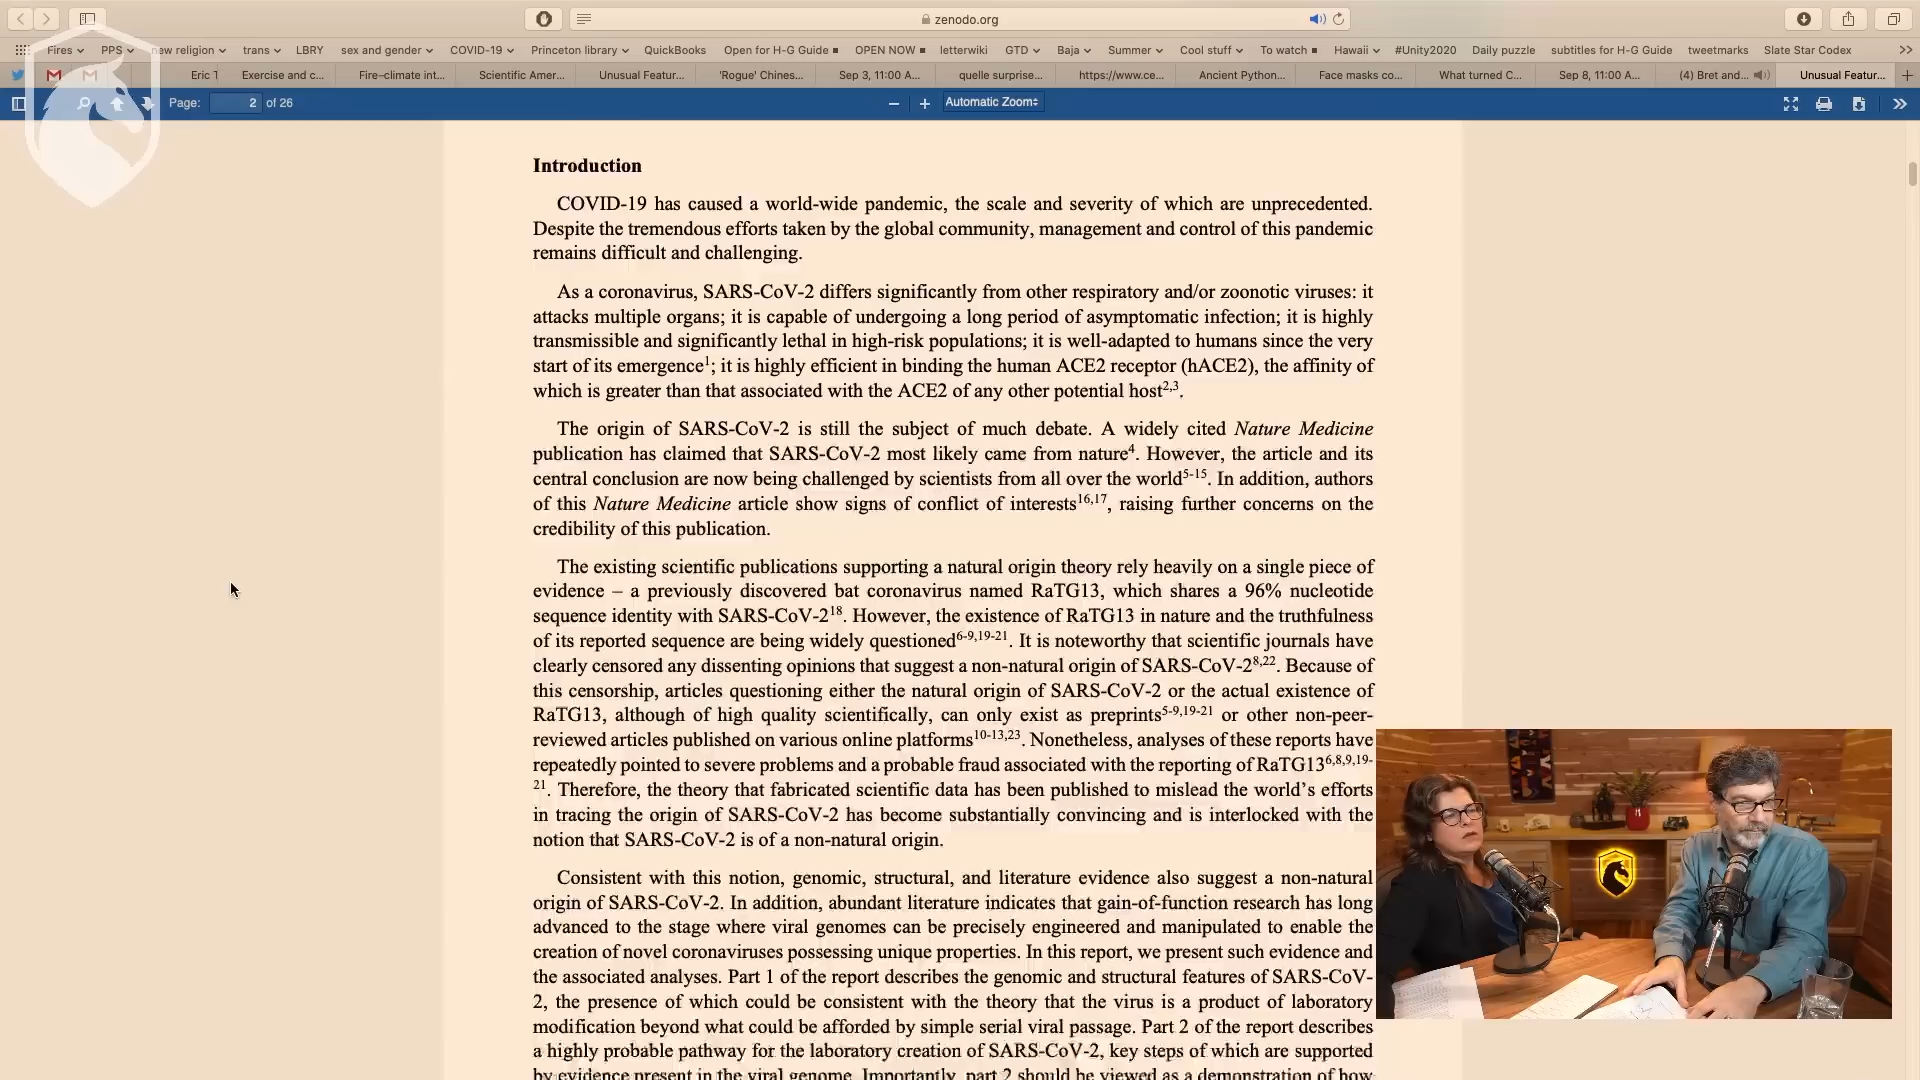 zenodo.org
Fires PPS new religion trans LBRY sex and gender COVID-19 Princeton library QuickBooks Open for H-G Guide OPEN NOW letterwiki GTD Baja Summer Cool stuff To watch Hawaii #Unity2020 Daily puzzle subtitles for H-G Guide tweetmarks Slate Star Codex
Eric Exercise and c... Fire-climate int... Scientific Amer... Unusual Featur... 'Rogue' Chines... Sep 3, 11:00 A... quelle surprise... https://www.ce... Ancient Python... Face masks co... What turned C... Sep 8, 11:00 A... (4) Bret and... Unusual Featur...
Page: 2 of 26 Automatic Zoom
Introduction
COVID-19 has caused a world-wide pandemic, the scale and severity of which are unprecedented.
Despite the tremendous efforts taken by the global community, management and control of this pandemic
remains difficult and challenging.
As a coronavirus, SARS-CoV-2 differs significantly from other respiratory and/or zoonotic viruses: it
attacks multiple organs; it is capable of undergoing a long period of asymptomatic infection; it is highly
transmissible and significantly lethal in high-risk populations; it is well-adapted to humans since the very
start of its emergence1; it is highly efficient in binding the human ACE2 receptor (hACE2), the affinity of
which is greater than that associated with the ACE2 of any other potential host2,3.
The origin of SARS-CoV-2 is still the subject of much debate. A widely cited Nature Medicine
publication has claimed that SARS-CoV-2 most likely came from nature4. However, the article and its
central conclusion are now being challenged by scientists from all over the world5-15. In addition, authors
of this Nature Medicine article show signs of conflict of interests16,17, raising further concerns on the
credibility of this publication.
The existing scientific publications supporting a natural origin theory rely heavily on a single piece of
evidence – a previously discovered bat coronavirus named RaTG13, which shares a 96% nucleotide
sequence identity with SARS-CoV-218. However, the existence of RaTG13 in nature and the truthfulness
of its reported sequence are being widely questioned6-9,19-21. It is noteworthy that scientific journals have
clearly censored any dissenting opinions that suggest a non-natural origin of SARS-CoV-28,22. Because of
this censorship, articles questioning either the natural origin of SARS-CoV-2 or the actual existence of
RaTG13, although of high quality scientifically, can only exist as preprints5-9,19-21 or other non-peer-
reviewed articles published on various online platforms10-13,23. Nonetheless, analyses of these reports have
repeatedly pointed to severe problems and a probable fraud associated with the reporting of RaTG136,8,9,19-
21. Therefore, the theory that fabricated scientific data has been published to mislead the world's efforts
in tracing the origin of SARS-CoV-2 has become substantially convincing and is interlocked with the
notion that SARS-CoV-2 is of a non-natural origin.
Consistent with this notion, genomic, structural, and literature evidence also suggest a non-natural
origin of SARS-CoV-2. In addition, abundant literature indicates that gain-of-function research has long
advanced to the stage where viral genomes can be precisely engineered and manipulated to enable the
creation of novel coronaviruses possessing unique properties. In this report, we present such evidence and
the associated analyses. Part 1 of the report describes the genomic and structural features of SARS-CoV-
2, the presence of which could be consistent with the theory that the virus is a product of laboratory
modification beyond what could be afforded by simple serial viral passage. Part 2 of the report describes
a highly probable pathway for the laboratory creation of SARS-CoV-2, key steps of which are supported
by evidence present in the viral genome. Importantly, part 2 should be viewed as a demonstration of how